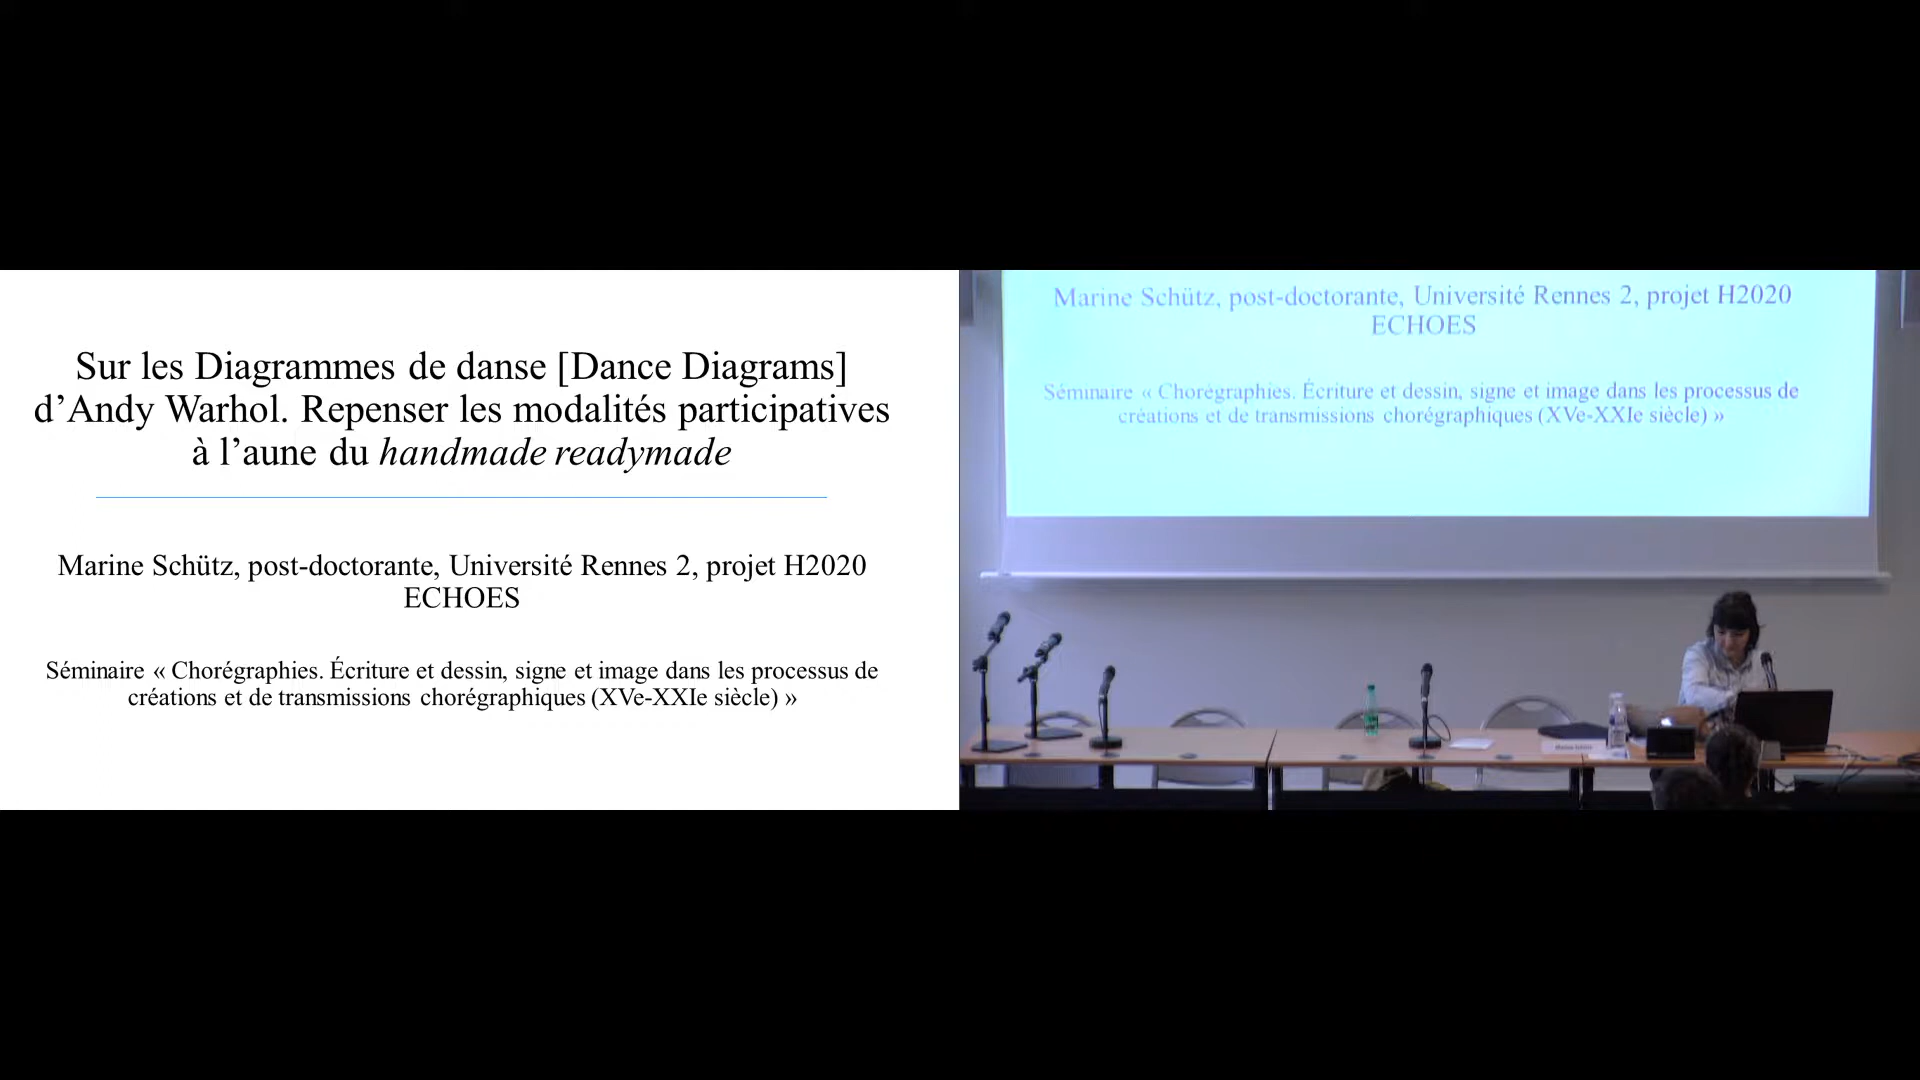 Sur les Diagrammes de danse [Dance Diagrams]
d’Andy Warhol. Repenser les modalités participatives
à l’aune du handmade readymade
Marine Schütz, post-doctorante, Université Rennes 2, projet H2020
ECHOES
Séminaire « Chorégraphies. Écriture et dessin, signe et image dans les processus de
créations et de transmissions chorégraphiques (XVe-XXIe siècle) »
Marine Schütz, post-doctorante, Université Rennes 2, projet H2020
ECHOES
Séminaire « Chorégraphies. Écriture et dessin, signe et image dans les processus de
créations et de transmissions chorégraphiques (XVe-XXIe siècle) »